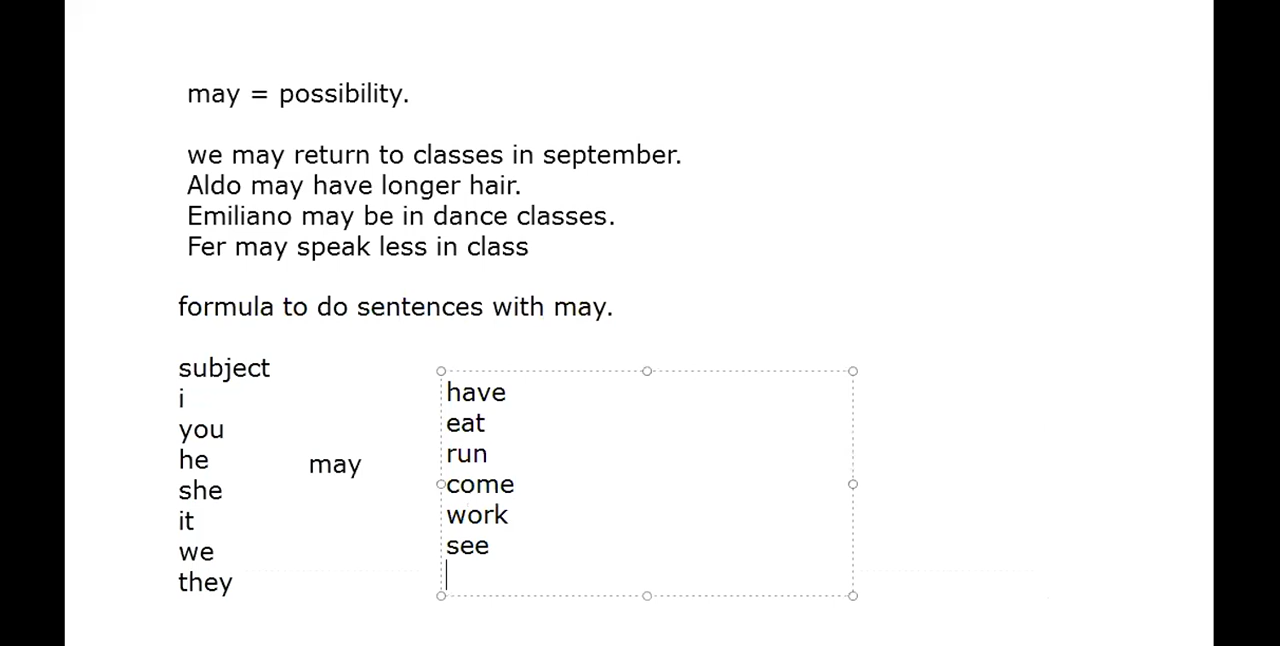 may = possibility.
we may return to classes in september.
Aldo may have longer hair.
Emiliano may be in dance classes.
Fer may speak less in class
formula to do sentences with may.
subject
i
you
he
she
it
we
they
may
have
eat
run
come
work
see